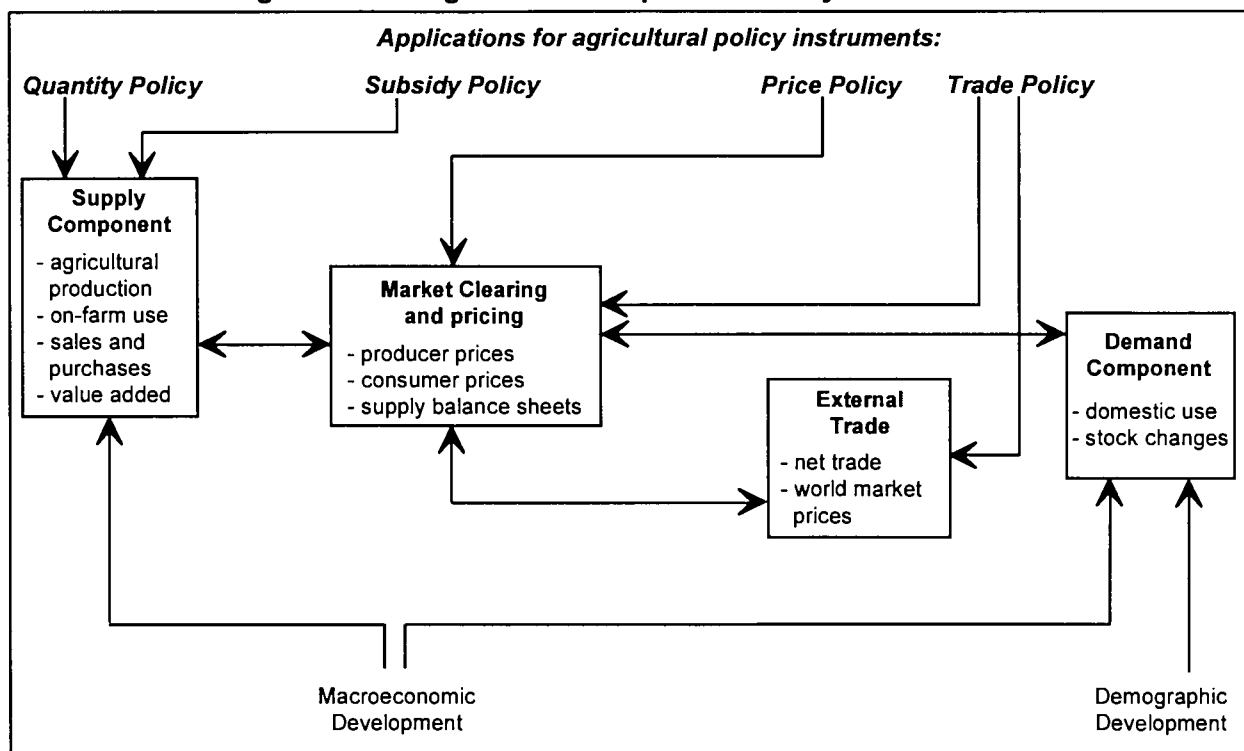 Applications for agricultural policy instruments:
Quantity Policy
Subsidy Policy
Price Policy
Trade Policy
Supply
Component
- agricultural
production
- on-farm use
- sales and
purchases
- value added
Market Clearing
and pricing
- producer prices
- consumer prices
- supply balance sheets
External
Trade
- net trade
- world market
prices
Demand
Component
- domestic use
- stock changes
Macroeconomic
Development
Demographic
Development